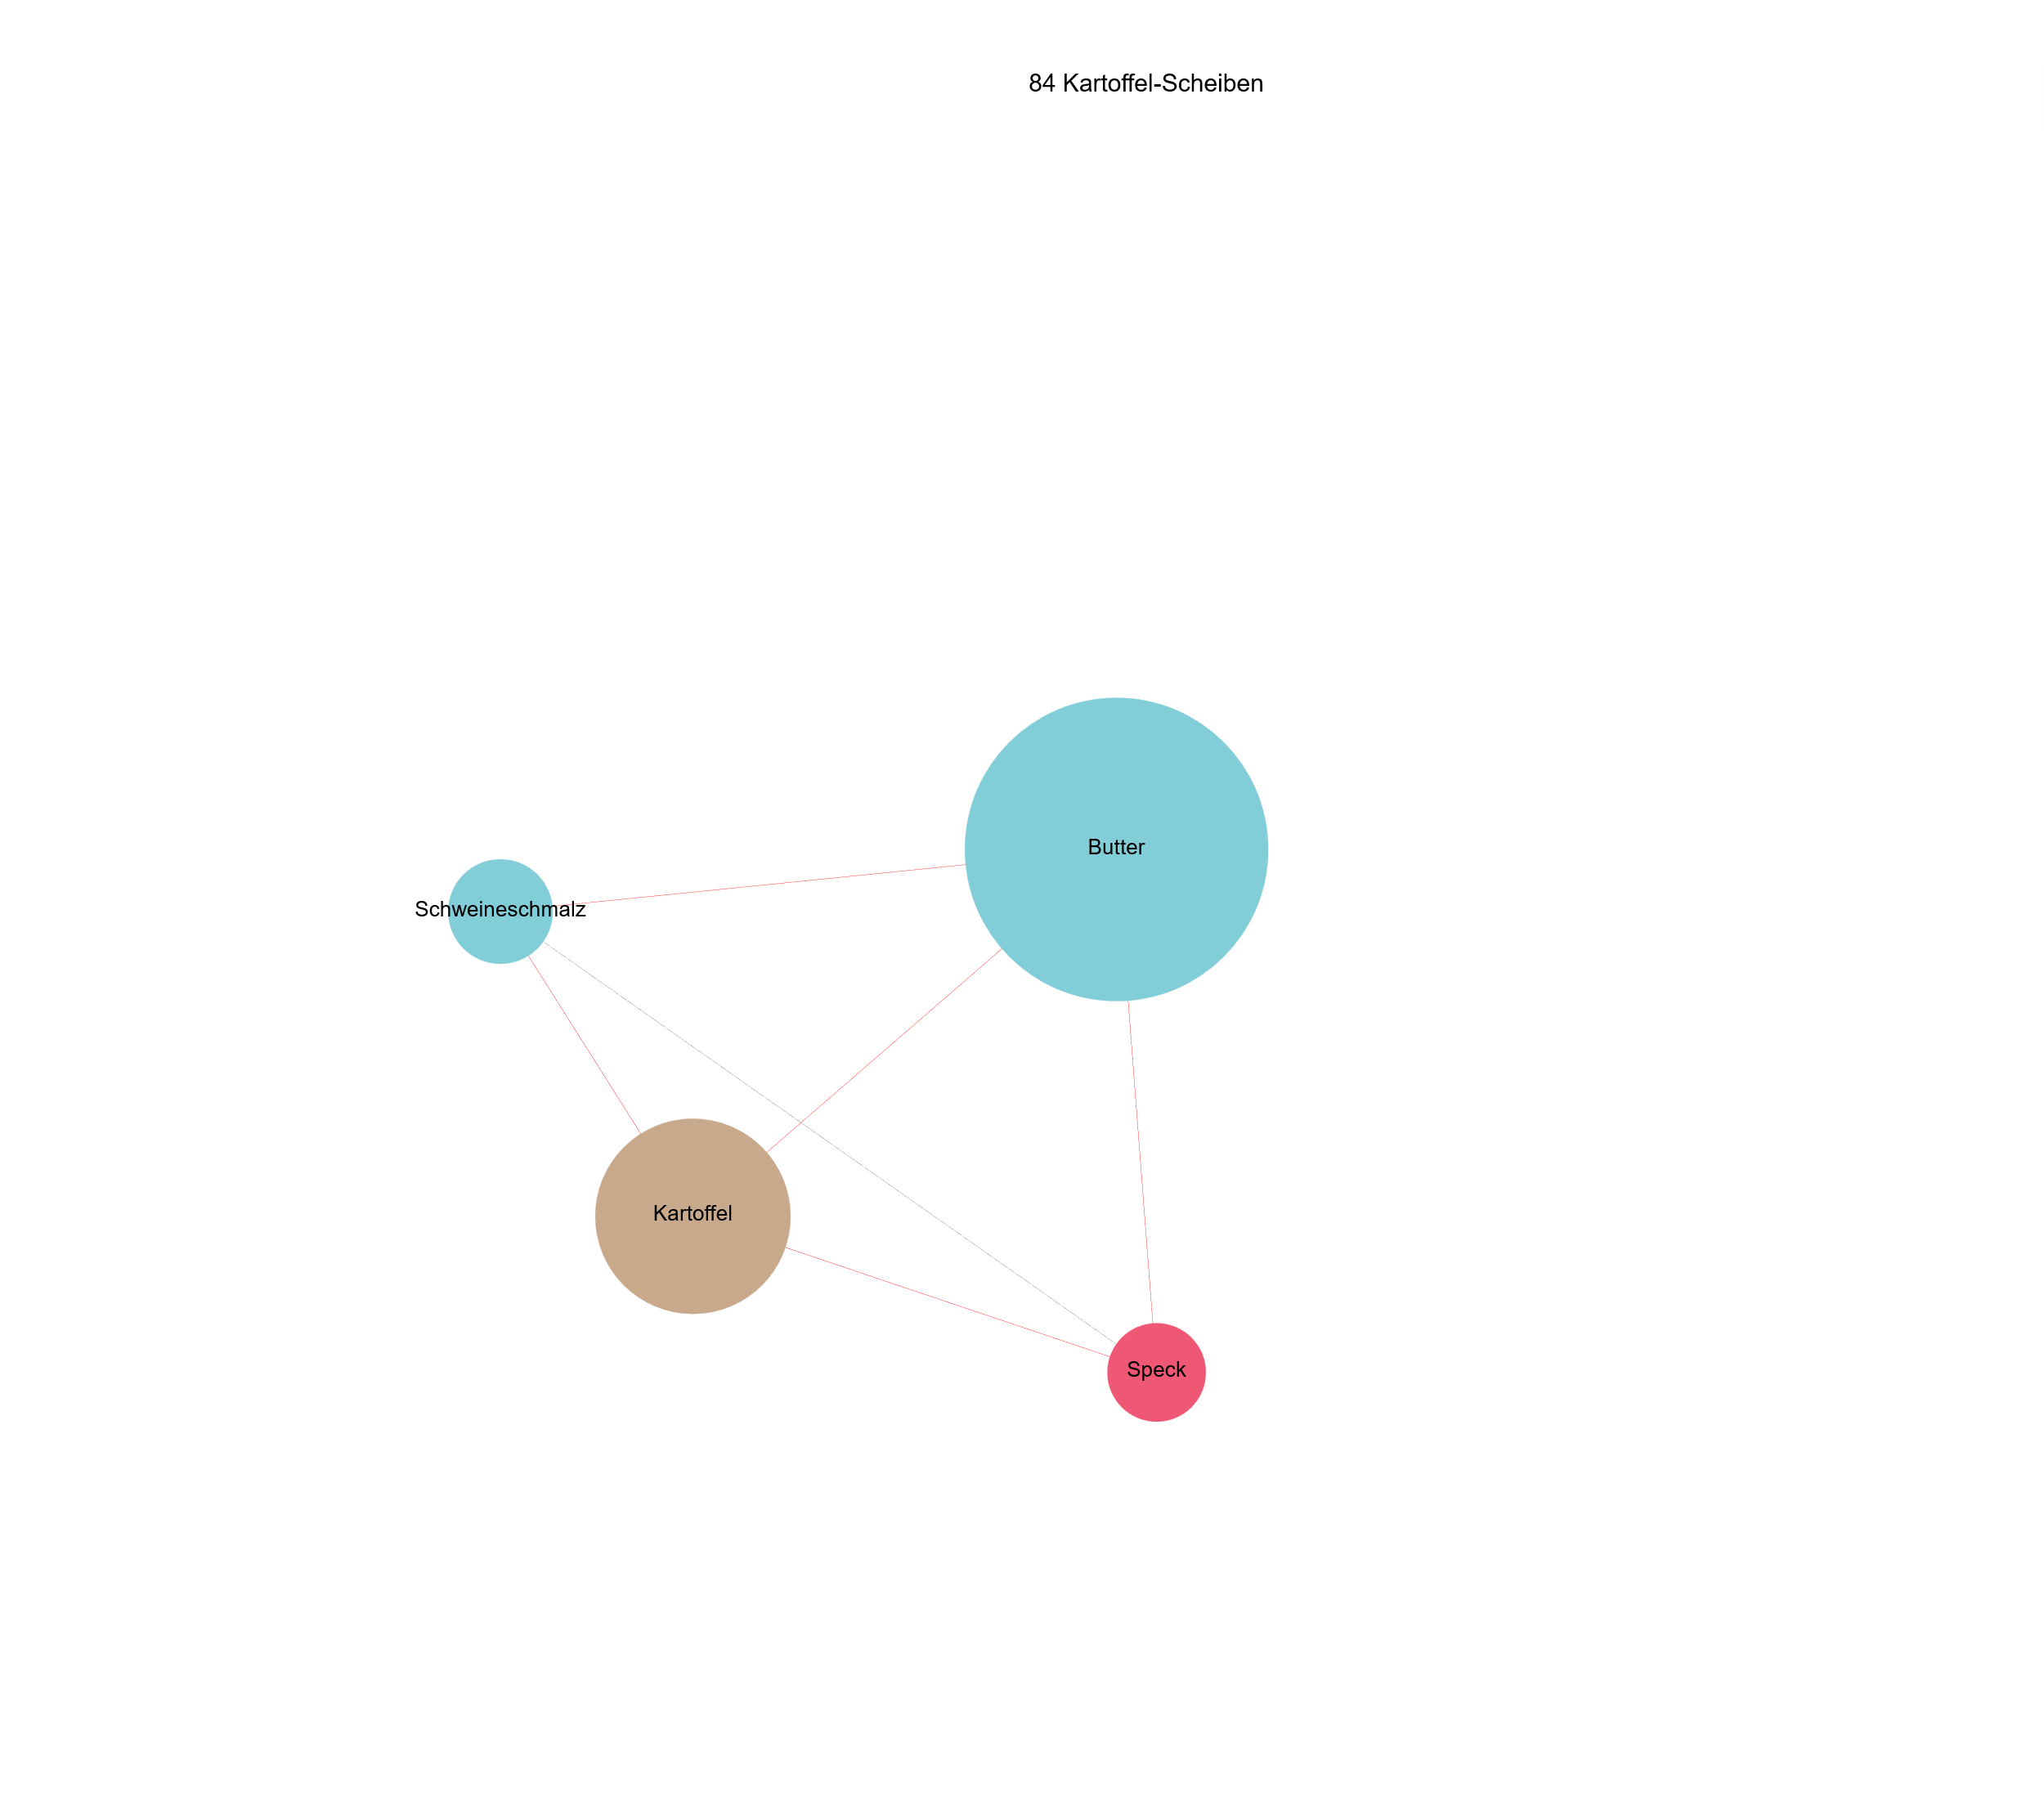 84 Kartoffel-Scheiben
Butter
Schweineschmalz
Kartoffel
Speck